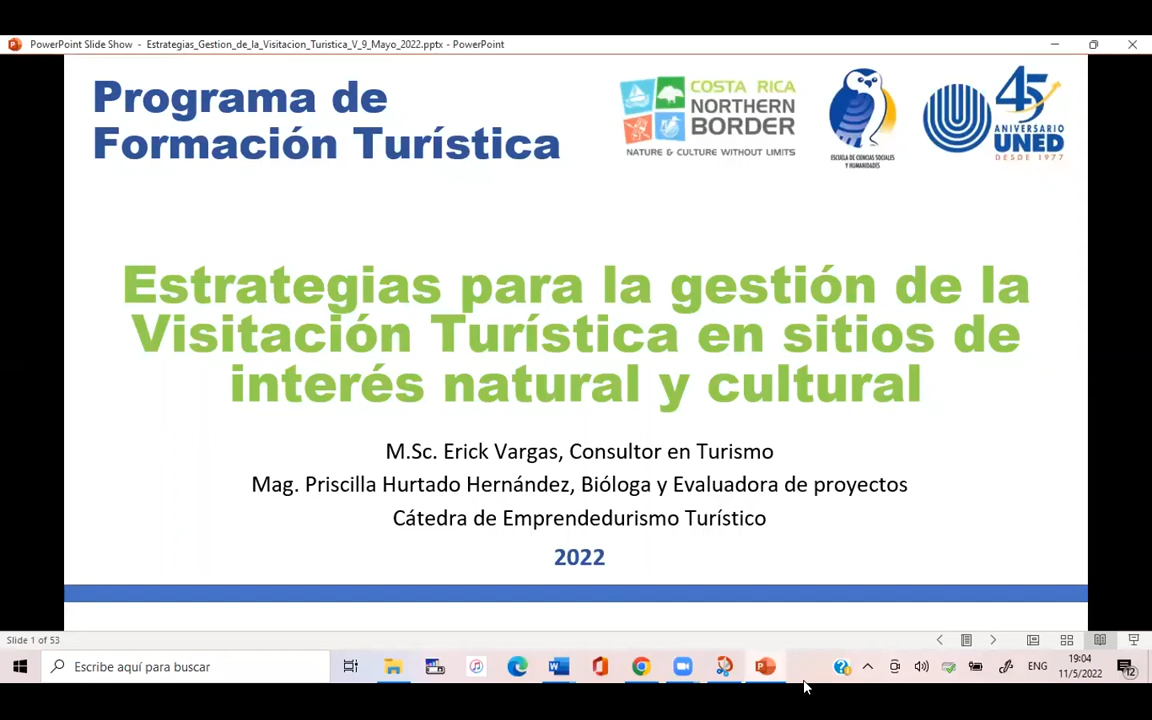 PowerPoint Slide Show - Estrategias_Gestion_de_la_Visitacion_Turistica_V_9_Mayo_2022.pptx - PowerPoint
Programa de
Formación Turística
COSTA RICA
NORTHERN
BORDER
NATURE & CULTURE WITHOUT LIMITS
ESCUELA DE CIENCIAS SOCIALES
Y HUMANIDADES
45
ANIVERSARIO
UNED
DESDE 1977
Estrategias para la gestión de la
Visitación Turística en sitios de
interés natural y cultural
M.Sc. Erick Vargas, Consultor en Turismo
Mag. Priscilla Hurtado Hernández, Bióloga y Evaluadora de proyectos
Cátedra de Emprendedurismo Turístico
2022
Slide 1 of 53
Escribe aquí para buscar
ENG
19:04
11/5/2022
12